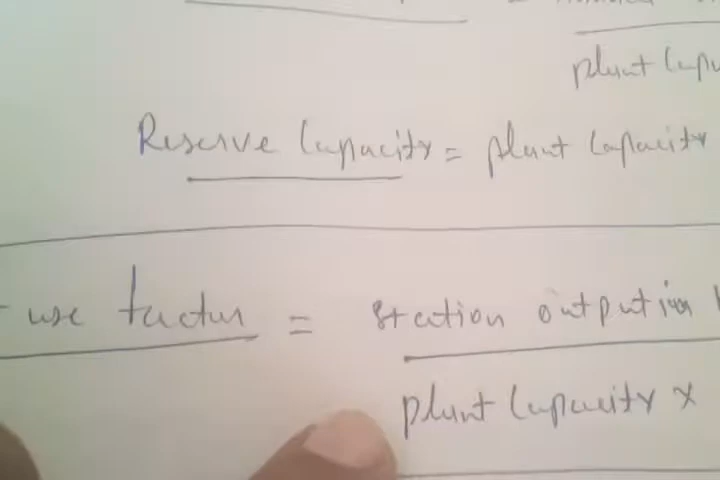 =
plant Capa
Reserve Capacity = plant Capacity
use factor = station output in
plant Capacity x